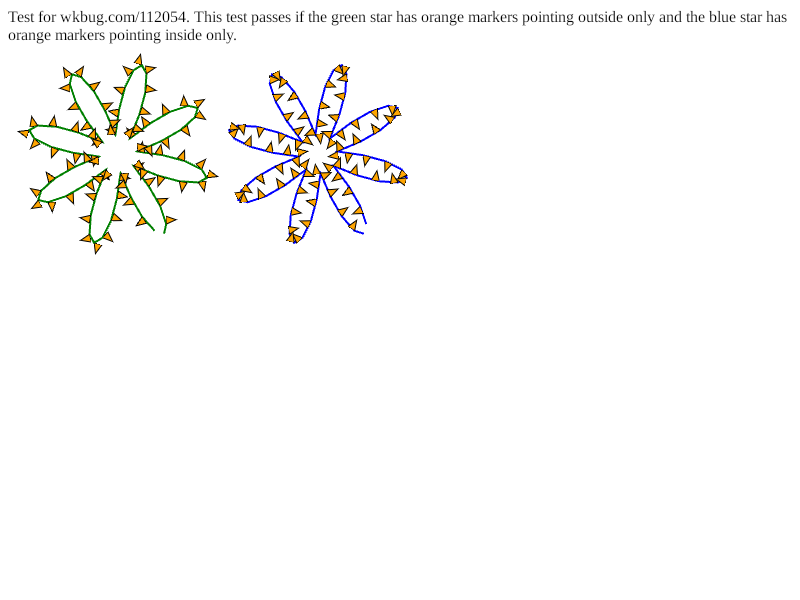 Test for wkbug.com/112054. This test passes if the green star has orange markers pointing outside only and the blue star has
orange markers pointing inside only.